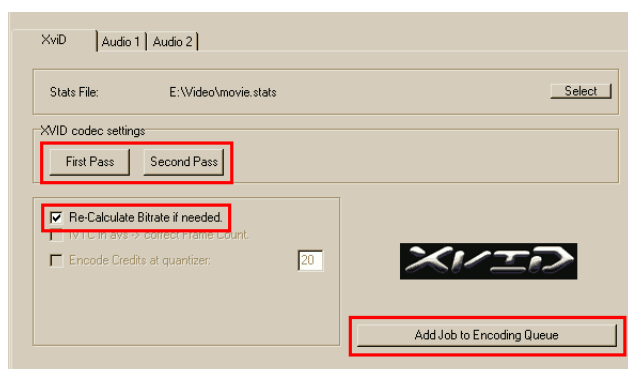 XviD Audio 1 Audio 2
Stats File: E:\Video\movie.stats Select
XVID codec settings
First Pass Second Pass
Re-Calculate Bitrate if needed.
IVTC in avs -> correct Frame Count.
Encode Credits at quantizer: 20
XVID
Add Job to Encoding Queue